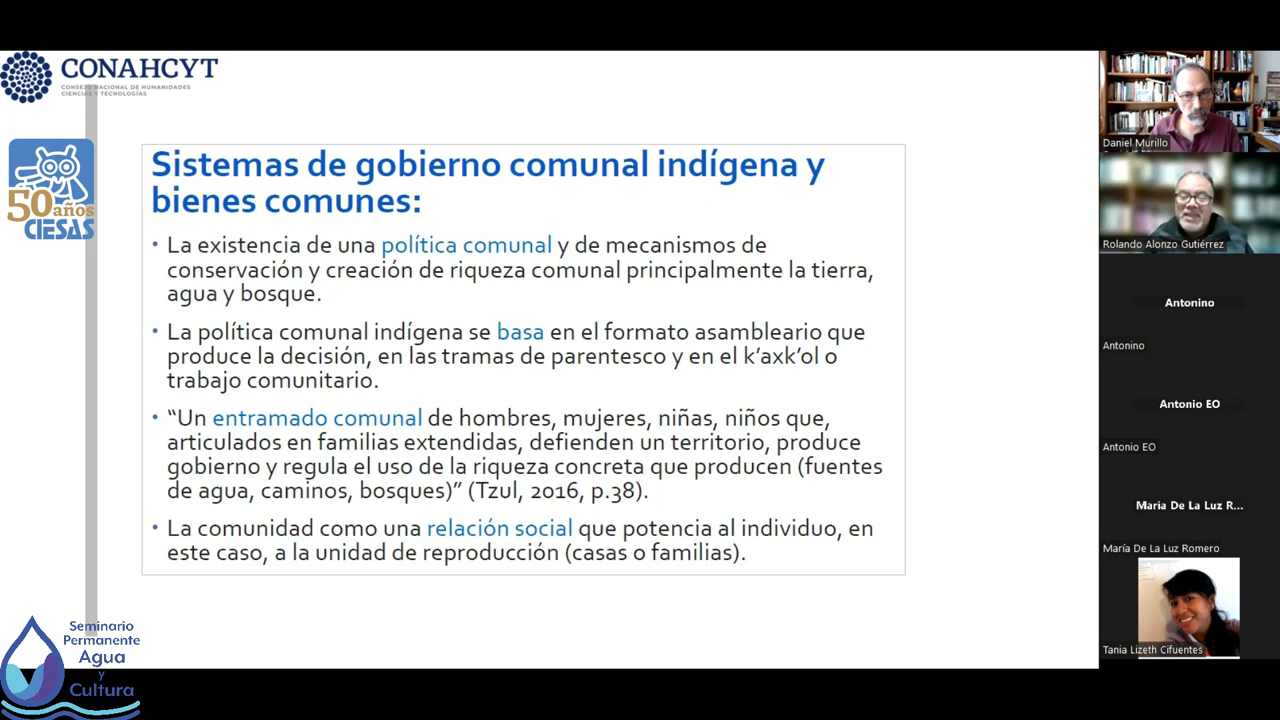 CONAHCYT
CONSEJO NACIONAL DE HUMANIDADES
CIENCIAS Y TECNOLOGÍAS
50 años
CIESAS
Sistemas de gobierno comunal indígena y
bienes comunes:
• La existencia de una política comunal y de mecanismos de
conservación y creación de riqueza comunal principalmente la tierra,
agua y bosque.
• La política comunal indígena se basa en el formato asambleario que
produce la decisión, en las tramas de parentesco y en el k’axk’ol o
trabajo comunitario.
• “Un entramado comunal de hombres, mujeres, niñas, niños que,
articulados en familias extendidas, defienden un territorio, produce
gobierno y regula el uso de la riqueza concreta que producen (fuentes
de agua, caminos, bosques)” (Tzul, 2016, p.38).
• La comunidad como una relación social que potencia al individuo, en
este caso, a la unidad de reproducción (casas o familias).
Seminario
Permanente
Agua
y
Cultura
Daniel Murillo
Rolando Alonzo Gutiérrez
Antonino
Antonino
Antonio EO
Antonio EO
Maria De La Luz R...
María De La Luz Romero
Tania Lizeth Cifuentes